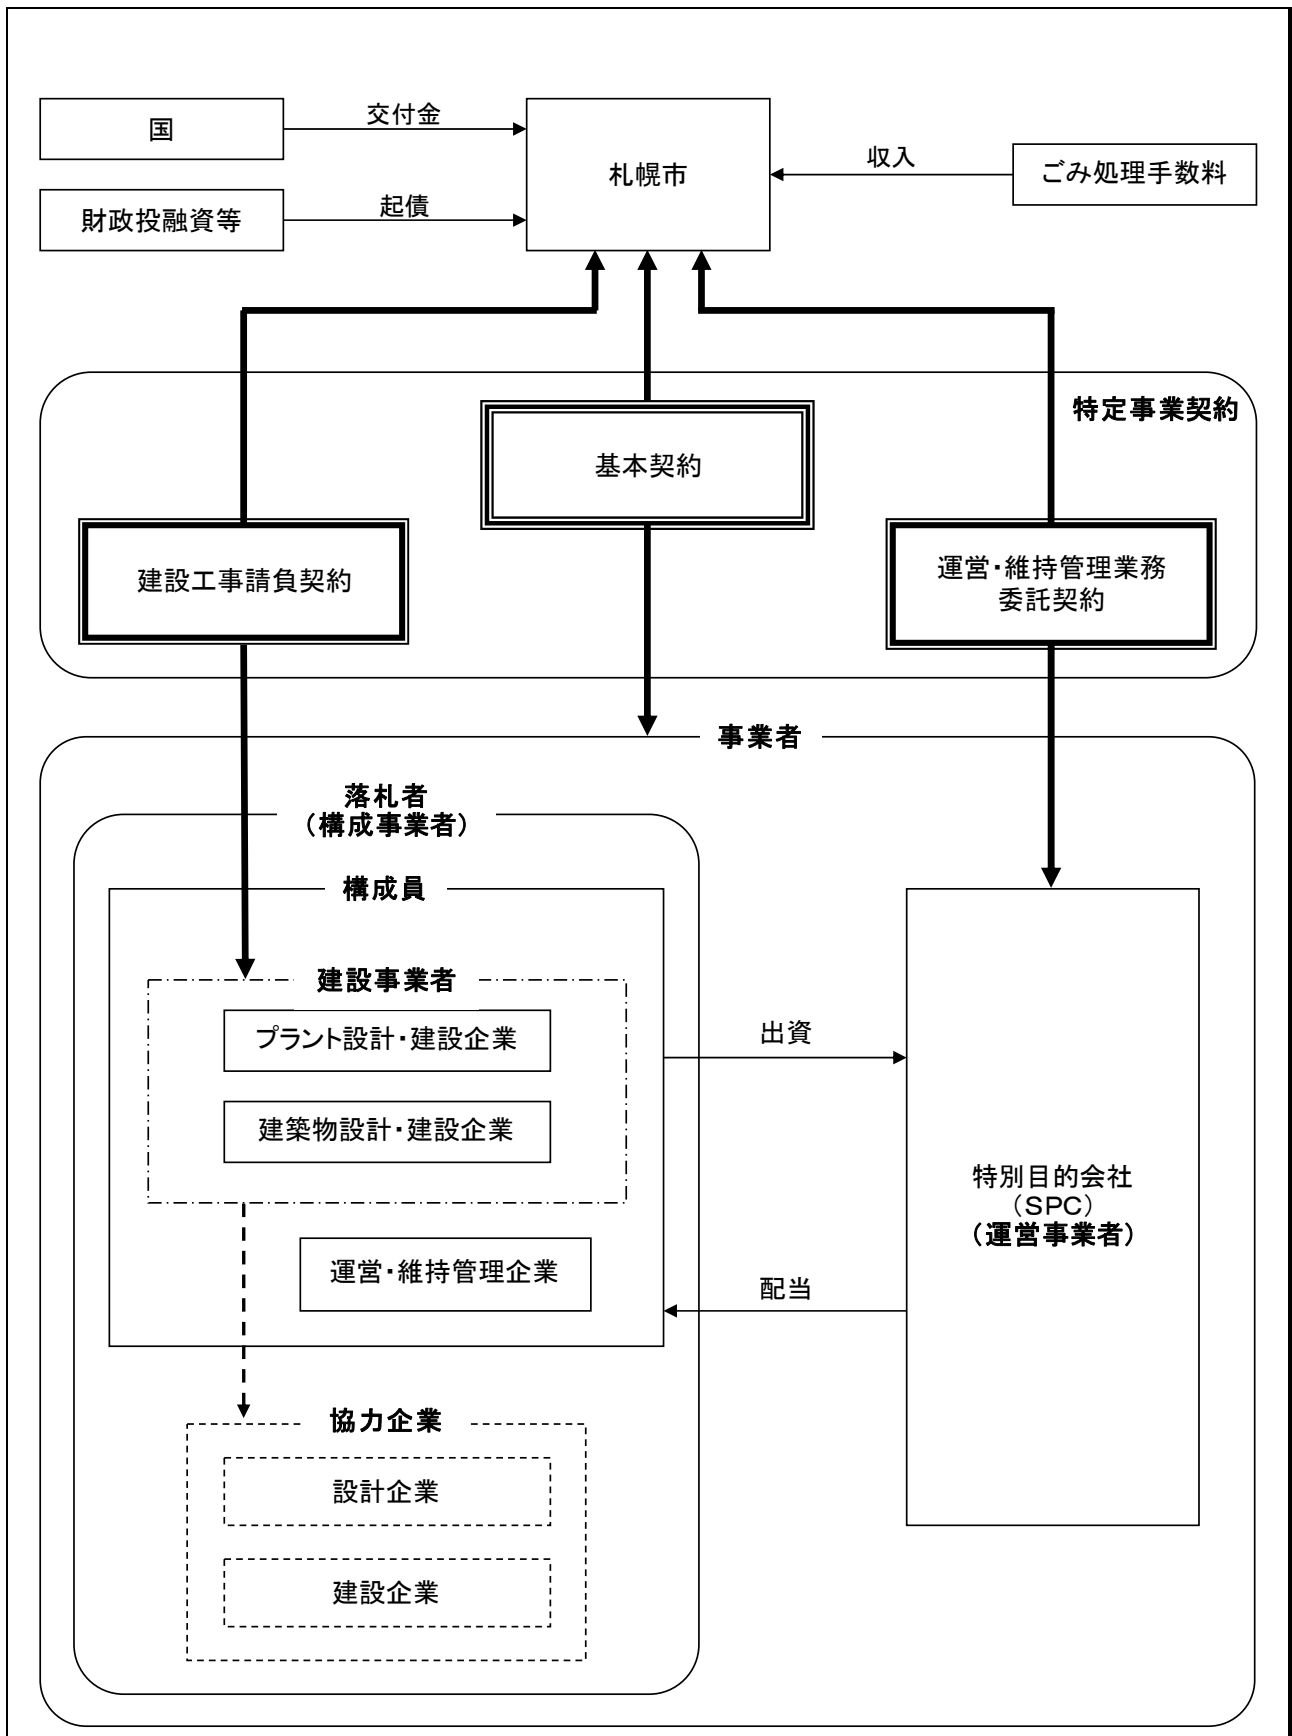 国
交付金
札幌市
収入
ごみ処理手数料
財政投融資等
起債
特定事業契約
基本契約
建設工事請負契約
運営・維持管理業務
委託契約
事業者
落札者
（構成事業者）
構成員
建設事業者
プラント設計・建設企業
出資
建築物設計・建設企業
特別目的会社
（SPC）
（運営事業者）
運営・維持管理企業
配当
協力企業
設計企業
建設企業